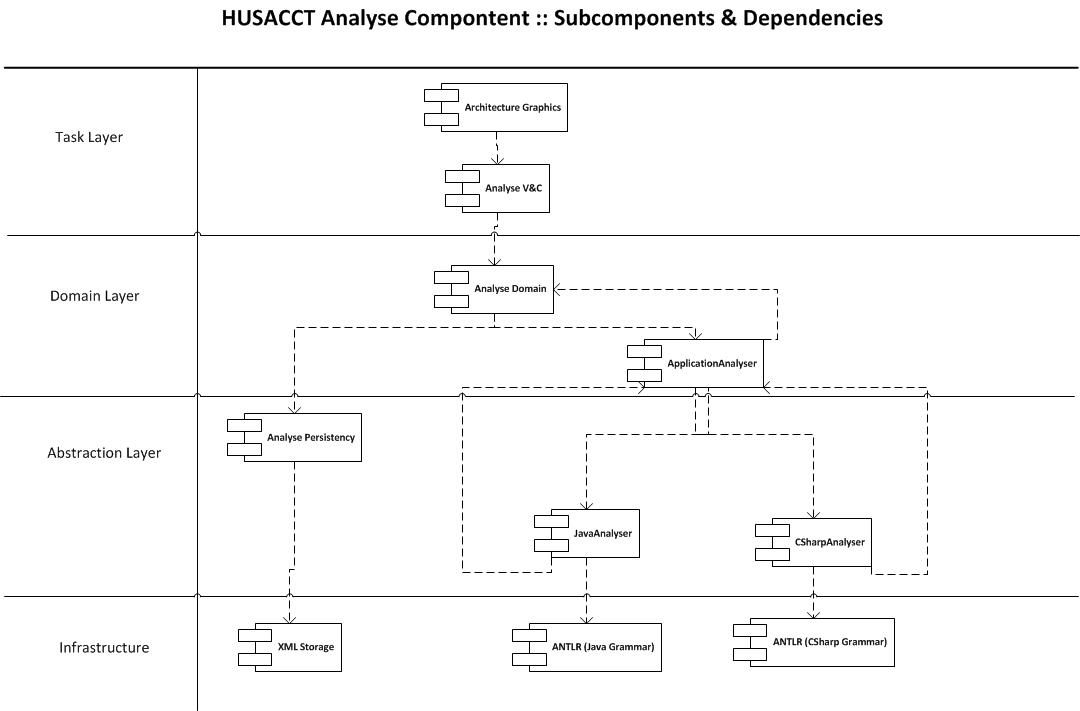 HUSACCT Analyse Compontent :: Subcomponents & Dependencies
Architecture Graphics
Task Layer
Analyse V&C
Analyse Domain
Domain Layer
ApplicationAnalyser
Analyse Persistency
Abstraction Layer
JavaAnalyser
CSharpAnalyser
Infrastructure
XML Storage
ANTLR (Java Grammar)
ANTLR (CSharp Grammar)